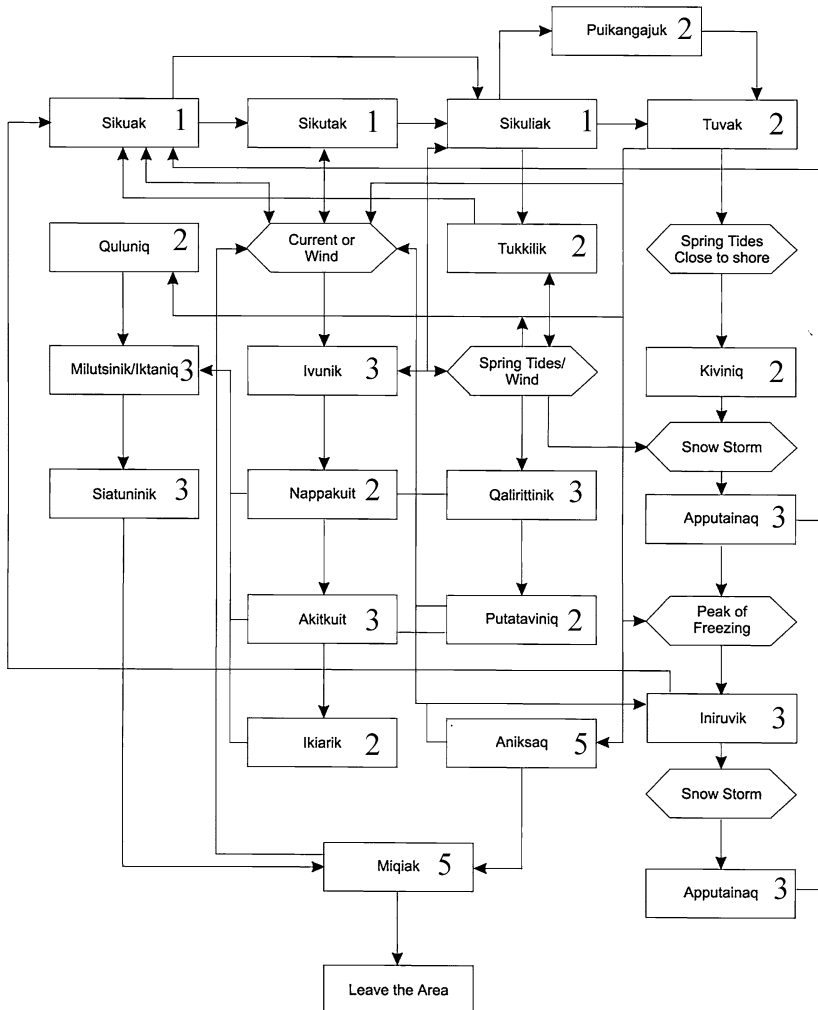 Puikangajuk 2
Sikuak 1
Sikutak 1
Sikuliak 1
Tuvak 2
Quluniq 2
Current or
Wind
Tukkilik 2
Spring Tides
Close to shore
Milutsinik/Iktaniq 3
Ivunik 3
Spring Tides/
Wind
Kiviniq 2
Snow Storm
Siatuninik 3
Nappakuit 2
Qalirittinik 3
Apputainaq 3
Akitkuit 3
Putataviniq 2
Peak of
Freezing
Ikiarik 2
Aniksaq 5
Iniruvik 3
Snow Storm
Miqiak 5
Apputainaq 3
Leave the Area